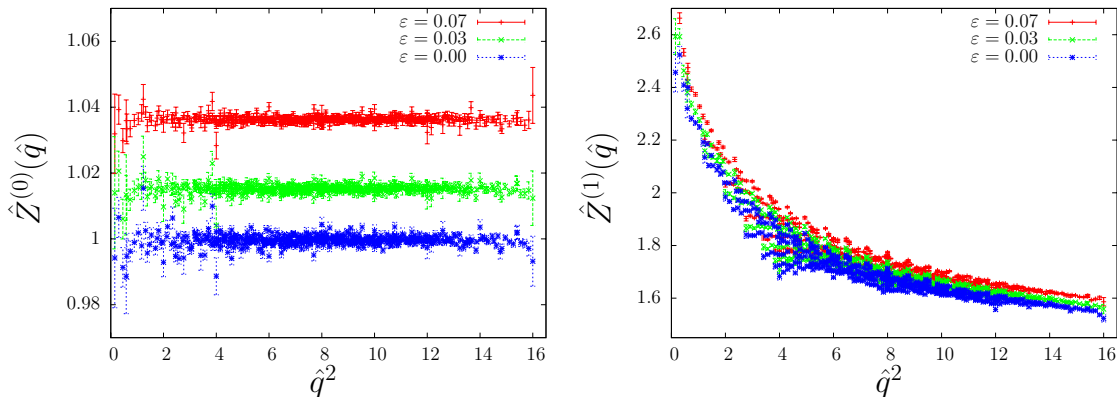 ε = 0.07
ε = 0.03
ε = 0.00
1.06
1.04
1.02
1
0.98
Ẑ^(0)(q̂)
0 2 4 6 8 10 12 14 16
q̂²
ε = 0.07
ε = 0.03
ε = 0.00
2.6
2.4
2.2
2
1.8
1.6
Ẑ^(1)(q̂)
0 2 4 6 8 10 12 14 16
q̂²